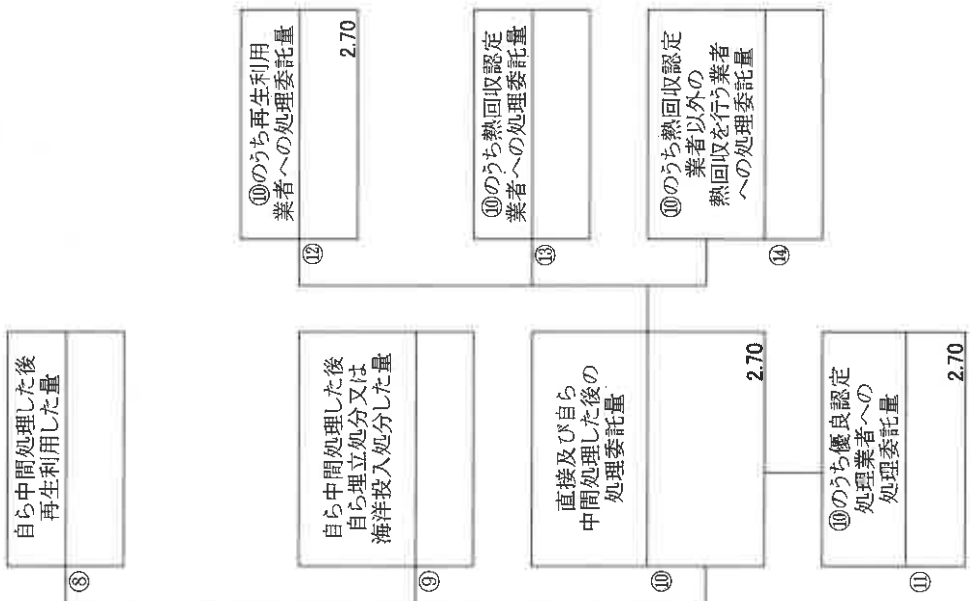 ⑧
自ら中間処理した後
再生利用した量
⑨
自ら中間処理した後
自ら埋立処分又は
海洋投入処分した量
⑩
直接及び自ら
中間処理した後の
処理委託量
2.70
⑪
⑩のうち優良認定
処理業者への
処理委託量
2.70
⑫
⑩のうち再生利用
業者への処理委託量
2.70
⑬
⑩のうち熱回収認定
業者への処理委託量
⑭
⑩のうち熱回収認定
業者以外の
熱回収を行う業者
への処理委託量